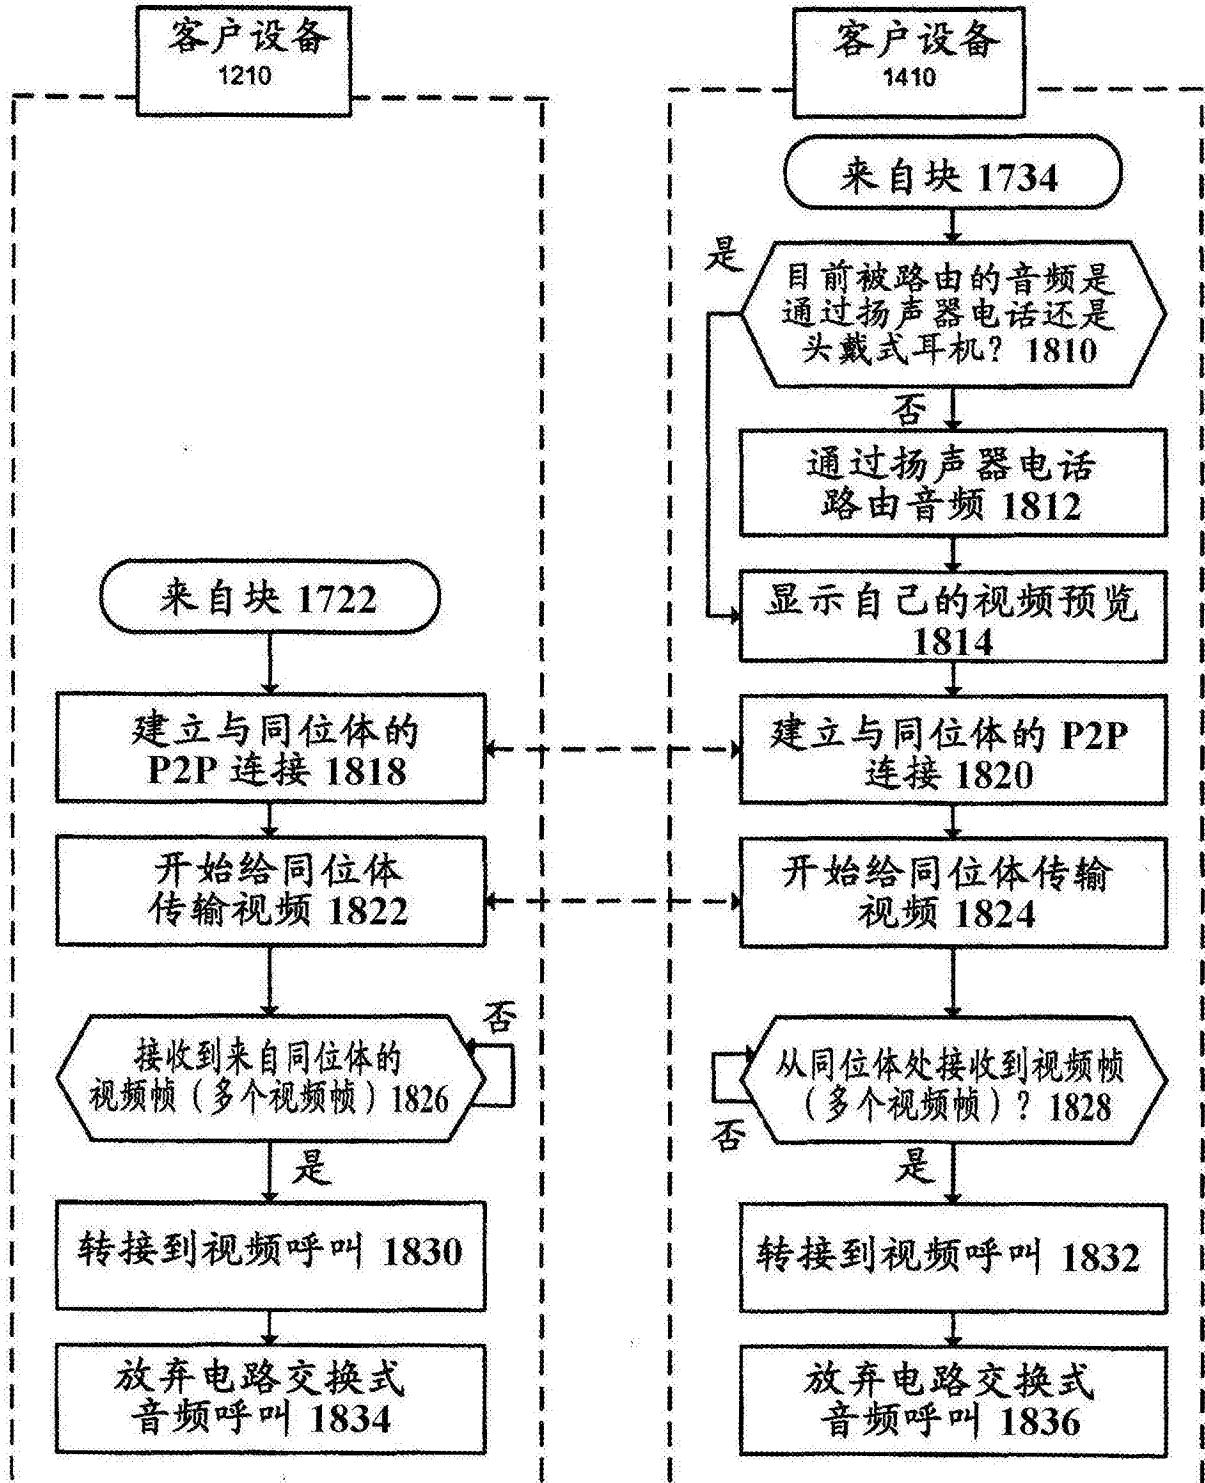 客户设备
1210
来自块 1722
建立与同位体的
P2P 连接 1818
开始给同位体
传输视频 1822
接收到来自同位体的
视频帧（多个视频帧）1826
否
是
转接到视频呼叫 1830
放弃电路交换式
音频呼叫 1834
客户设备
1410
来自块 1734
目前被路由的音频是
通过扬声器电话还是
头戴式耳机？ 1810
是
否
通过扬声器电话
路由音频 1812
显示自己的视频预览
1814
建立与同位体的 P2P
连接 1820
开始给同位体传输
视频 1824
从同位体处接收到视频帧
（多个视频帧）？ 1828
否
是
转接到视频呼叫 1832
放弃电路交换式
音频呼叫 1836